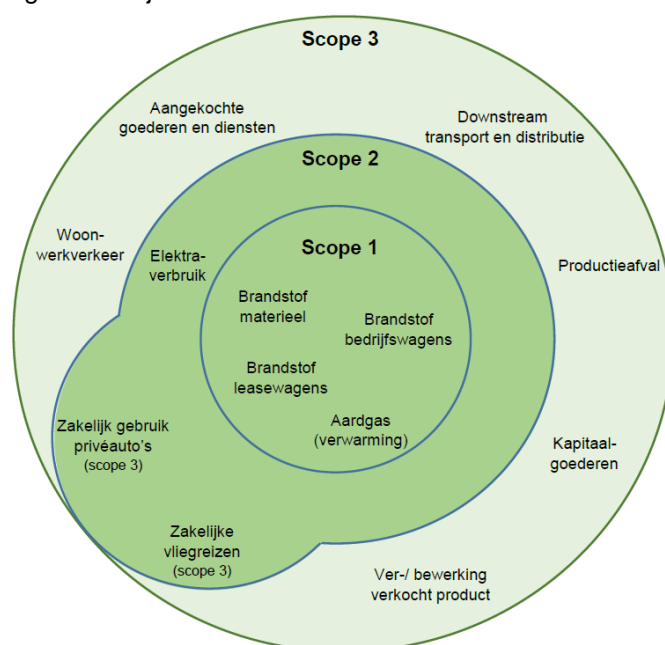 Scope 3
Aangekochte
goederen en diensten
Downstream
transport en distributie
Scope 2
Woon-
werkverkeer
Elektra-
verbruik
Scope 1
Productieafval
Brandstof
materieel
Brandstof
bedrijfswagens
Brandstof
leasewagens
Aardgas
(verwarming)
Zakelijk gebruik
privéauto's
(scope 3)
Kapitaal-
goederen
Zakelijke
vliegreizen
(scope 3)
Ver-/ bewerking
verkocht product